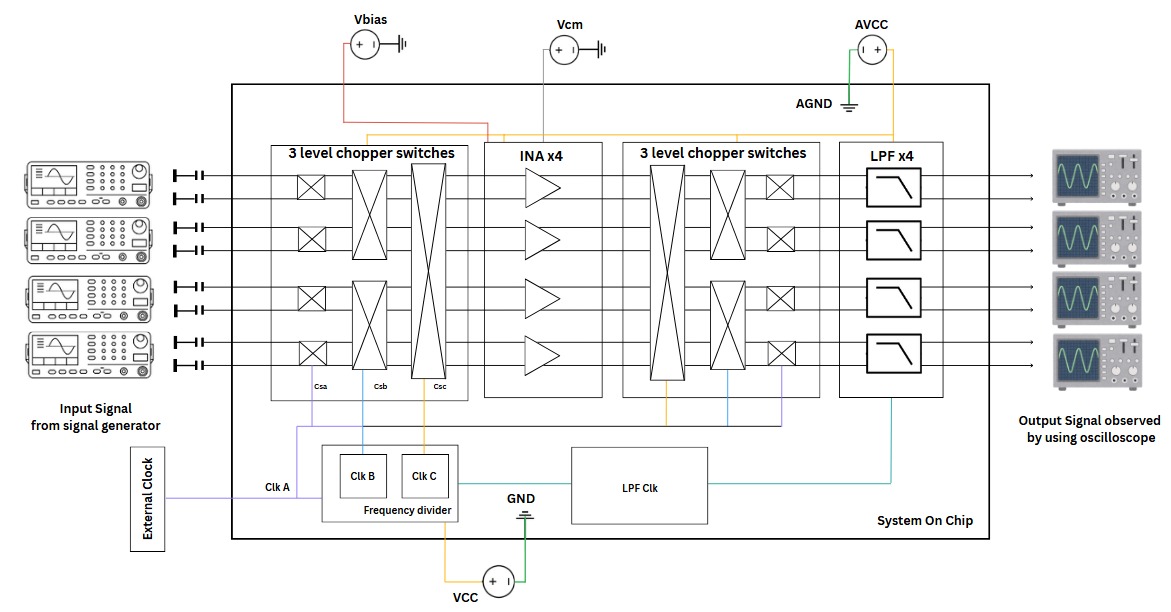 Vbias
Vcm
AVCC
AGND
3 level chopper switches
INA x4
3 level chopper switches
LPF x4
Csa
Csb
Csc
Input Signal
from signal generator
Output Signal observed
by using oscilloscope
External Clock
Clk A
Clk B
Clk C
Frequency divider
LPF Clk
GND
System On Chip
VCC